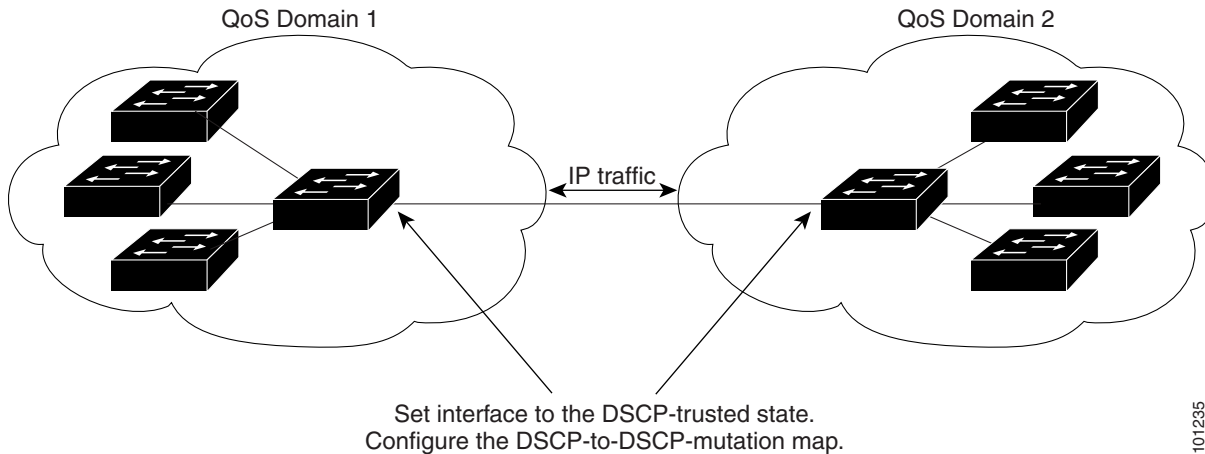 QoS Domain 1
QoS Domain 2
IP traffic
Set interface to the DSCP-trusted state.
Configure the DSCP-to-DSCP-mutation map.
101235